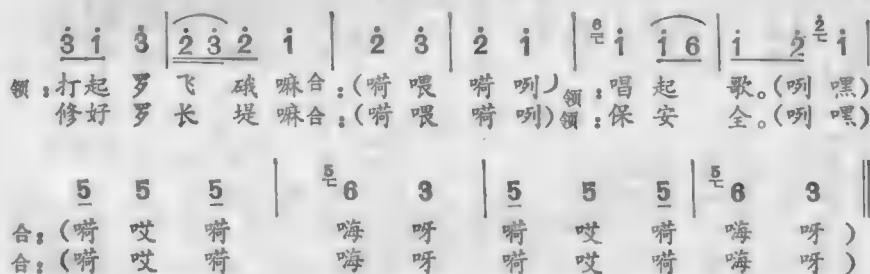 3̇ 1̇ 3̇ | 2̇ 3̇ 2̇ 1̇ | 2̇ 3̇ | 2̇ 1̇ | 6 1̇ 1̇ 6 | 1̇ 2̇ 2̇ 1̇
领：打起 罗 飞 硪 嘛 合：(嗬 喂 嗬 咧) 领：唱 起 歌。(咧 嘿)
修好 罗 长 堤 嘛 合：(嗬 喂 嗬 咧) 领：保 安 全。(咧 嘿)
5 5 5 | 5 6 3 | 5 5 5 | 5 6 3 ‖
合：(嗬 哎 嗬 嗨 呀 嗬 哎 嗬 嗨 呀)
合：(嗬 哎 嗬 嗨 呀 嗬 哎 嗬 嗨 呀)